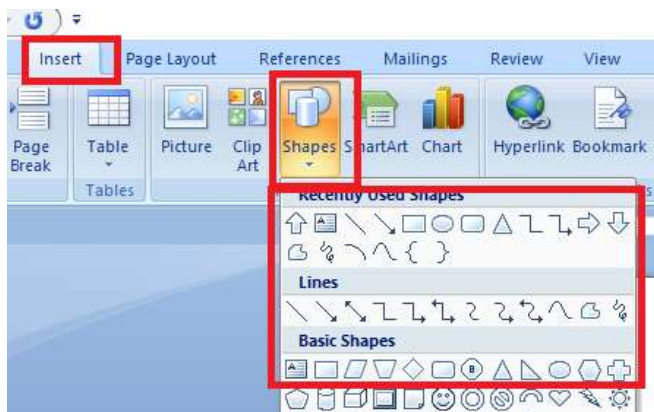 Insert Page Layout References Mailings Review View
Page Break Table Picture Clip Art Shapes SmartArt Chart Hyperlink Bookmark
Tables
Recently Used Shapes
Lines
Basic Shapes